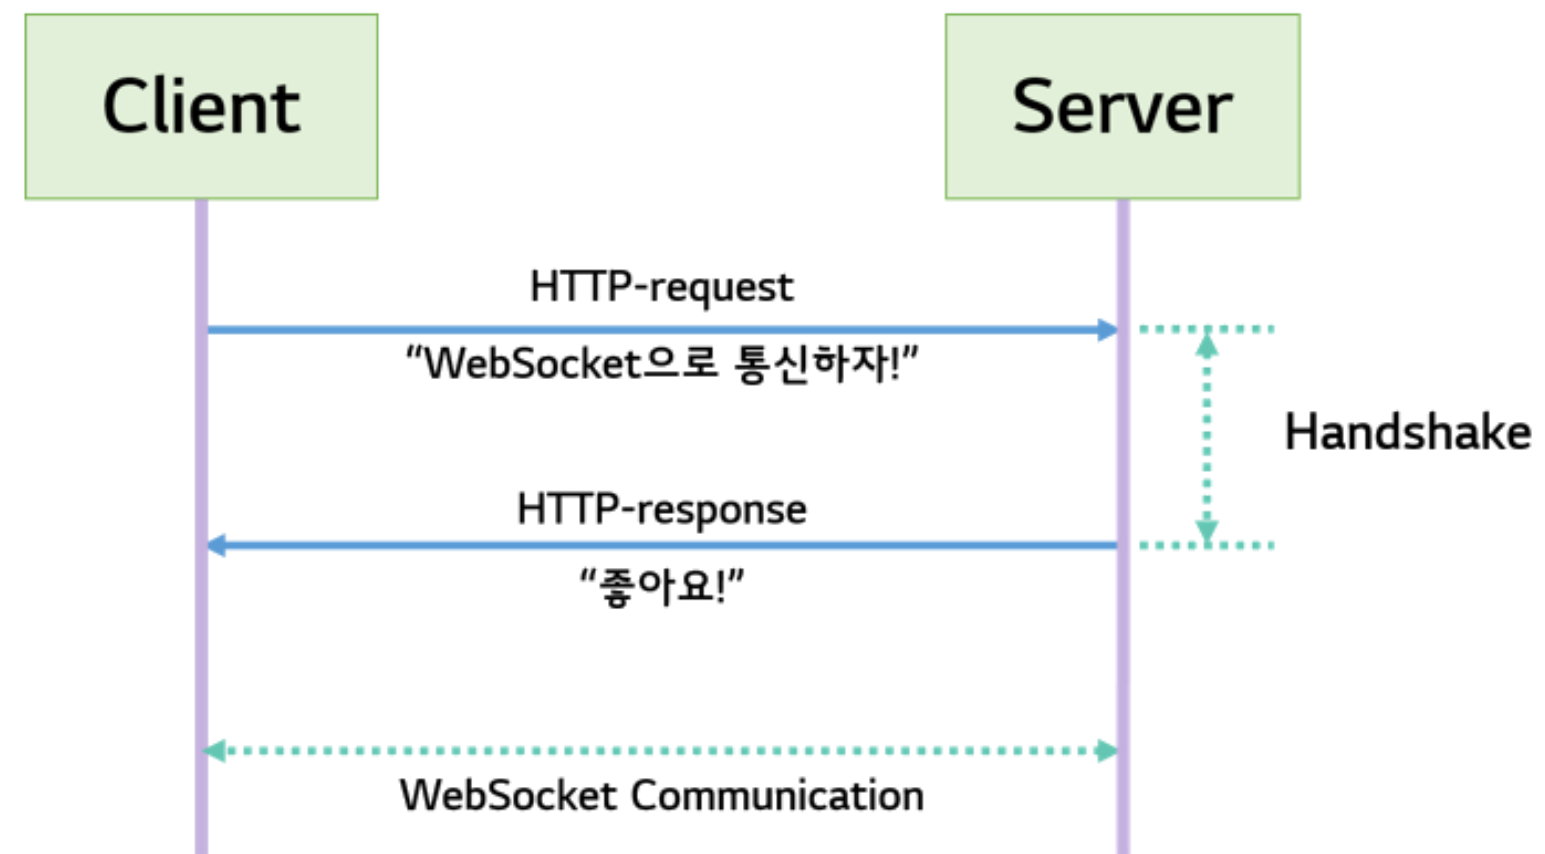 Client
Server
HTTP-request
“WebSocket으로 통신하자!”
Handshake
HTTP-response
“좋아요!”
WebSocket Communication